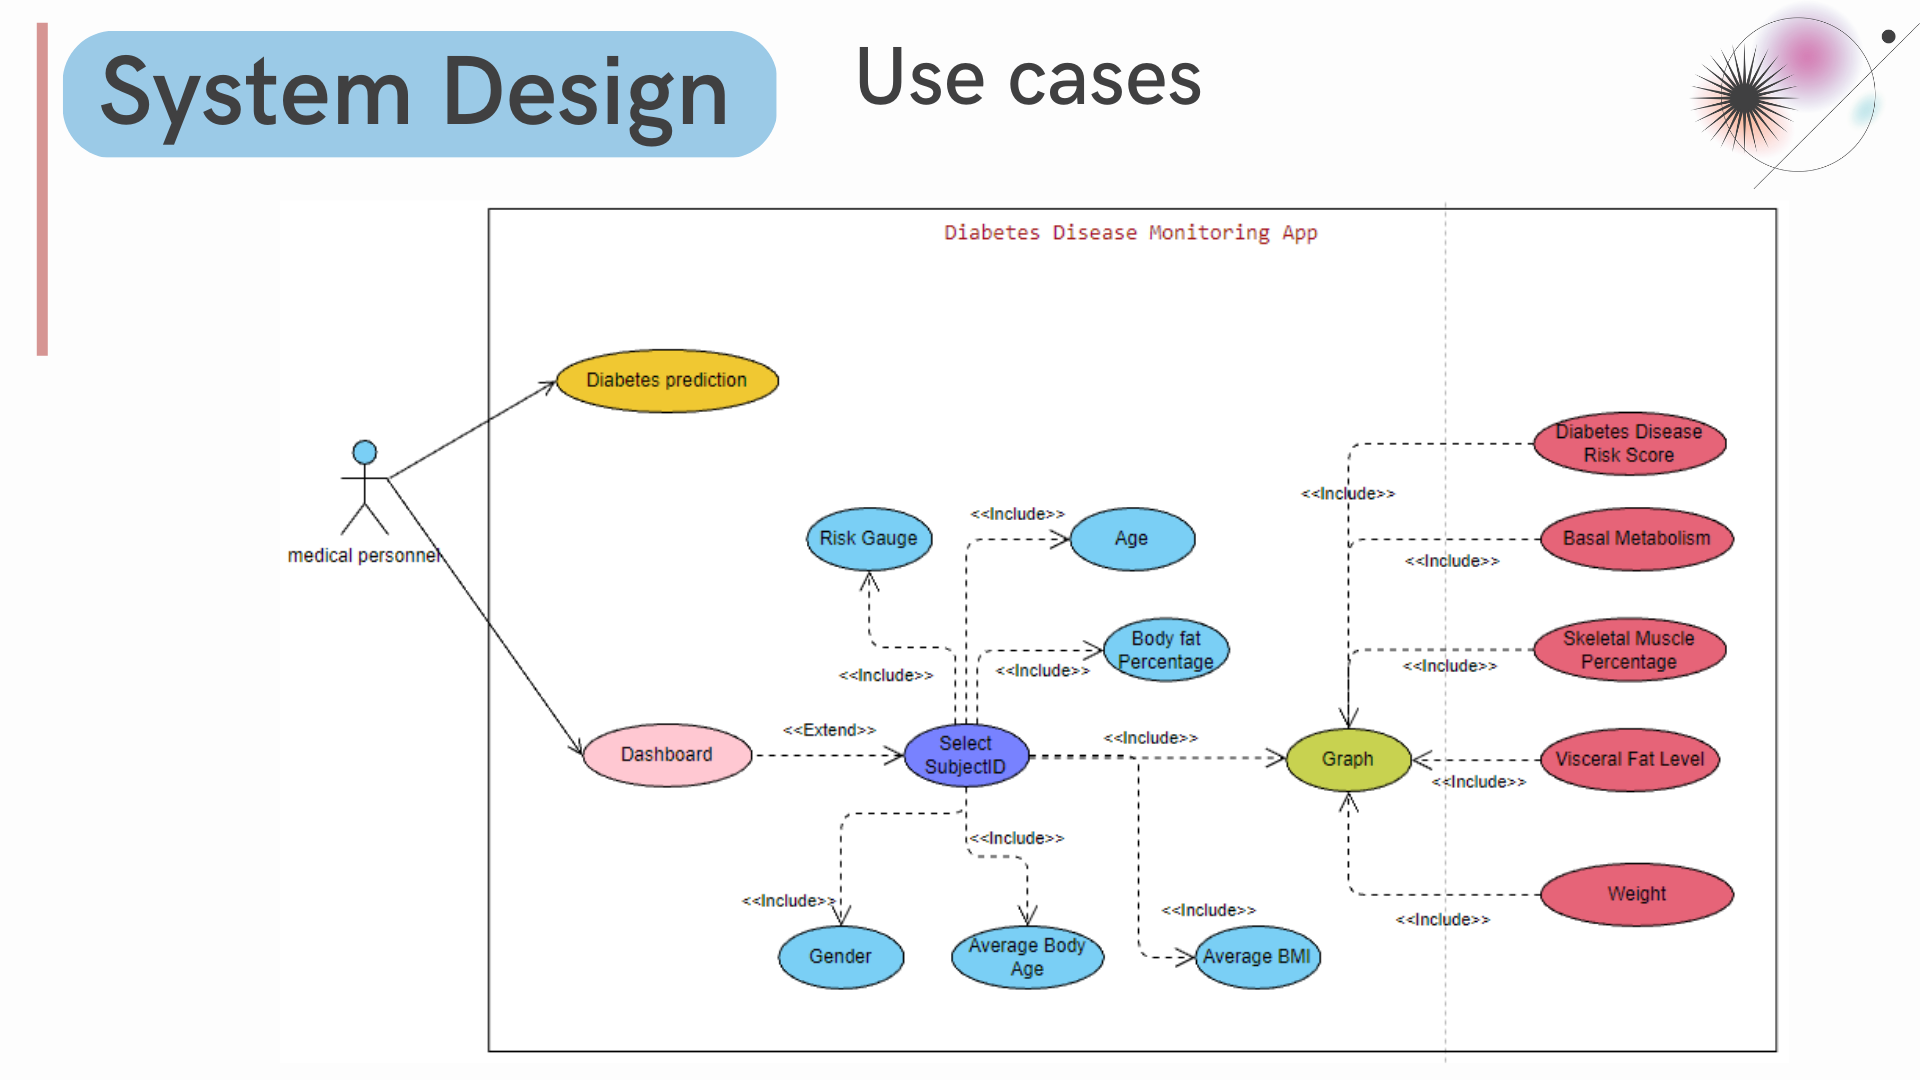 System Design
Use cases
Diabetes Disease Monitoring App
Diabetes prediction
medical personnel
Diabetes Disease
Risk Score
<<Include>>
Basal Metabolism
<<Include>>
Risk Gauge
<<Include>>
Age
<<Include>>
Body fat
Percentage
<<Include>>
Skeletal Muscle
Percentage
<<Include>>
Dashboard
<<Extend>>
Select
SubjectID
<<Include>>
Graph
Visceral Fat Level
<<Include>>
<<Include>>
<<Include>>
<<Include>>
Weight
<<Include>>
Gender
Average Body
Age
Average BMI